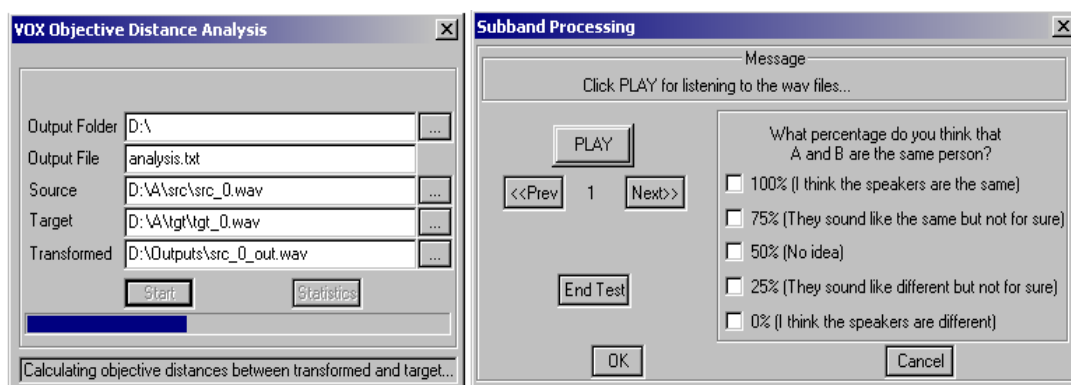 VOX Objective Distance Analysis
Output Folder D:\ ...
Output File analysis.txt
Source D:\A\src\src_0.wav ...
Target D:\A\tgt\tgt_0.wav ...
Transformed D:\Outputs\src_0_out.wav ...
Start Statistics
Calculating objective distances between transformed and target...
Subband Processing
Message
Click PLAY for listening to the wav files...
PLAY
<<Prev 1 Next>>
End Test
What percentage do you think that
A and B are the same person?
100% (I think the speakers are the same)
75% (They sound like the same but not for sure)
50% (No idea)
25% (They sound like different but not for sure)
0% (I think the speakers are different)
OK Cancel